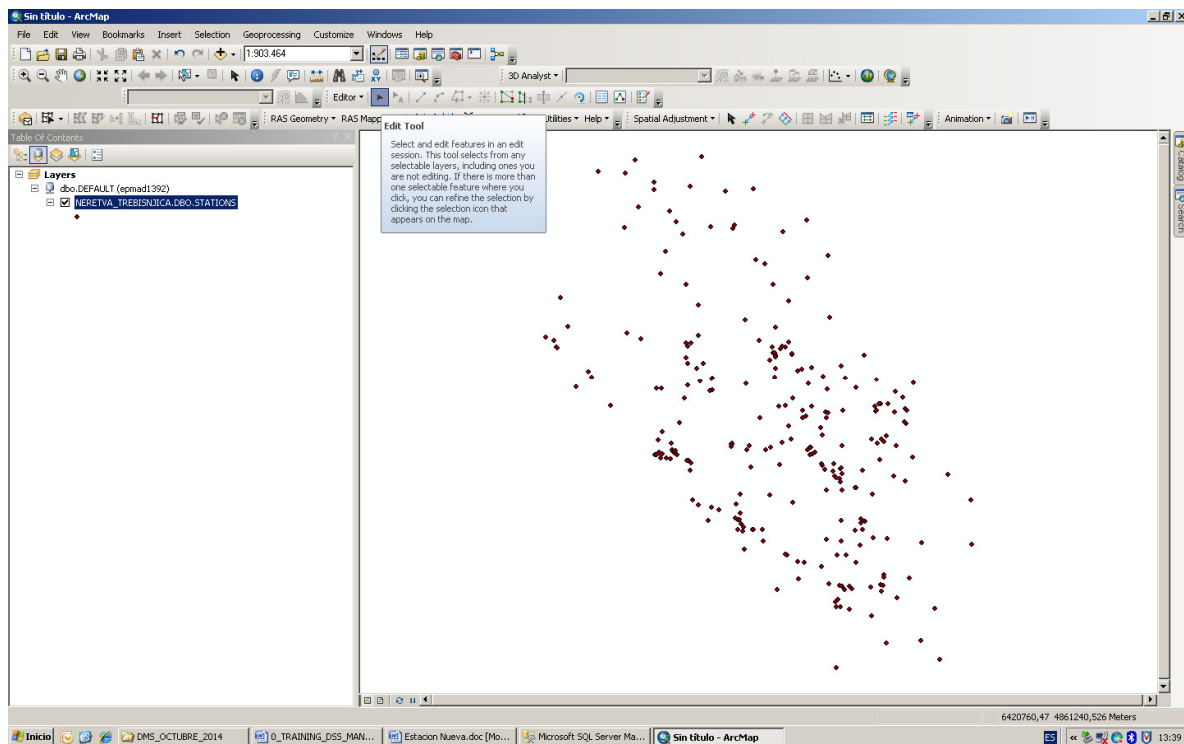 Sin título - ArcMap
File Edit View Bookmarks Insert Selection Geoprocessing Customize Windows Help
1:903.464
3D Analyst
Editor
RAS Geometry RAS Mapp Utilities Help Spatial Adjustment Animation
Table Of Contents
Layers
dbo.DEFAULT (epmad1392)
NERETVA_TREBISNJICA.DBO.STATIONS
Edit Tool
Select and edit features in an edit
session. This tool selects from any
selectable layers, including ones you
are not editing. If there is more than
one selectable feature where you
click, you can refine the selection by
clicking the selection icon that
appears on the map.
Catalog
Search
6420760,47 4861240,526 Meters
Inicio DMS_OCTUBRE_2014 0_TRAINING_DSS_MAN... Estacion Nueva.doc [Mo... Microsoft SQL Server Ma... Sin título - ArcMap ES « 13:39